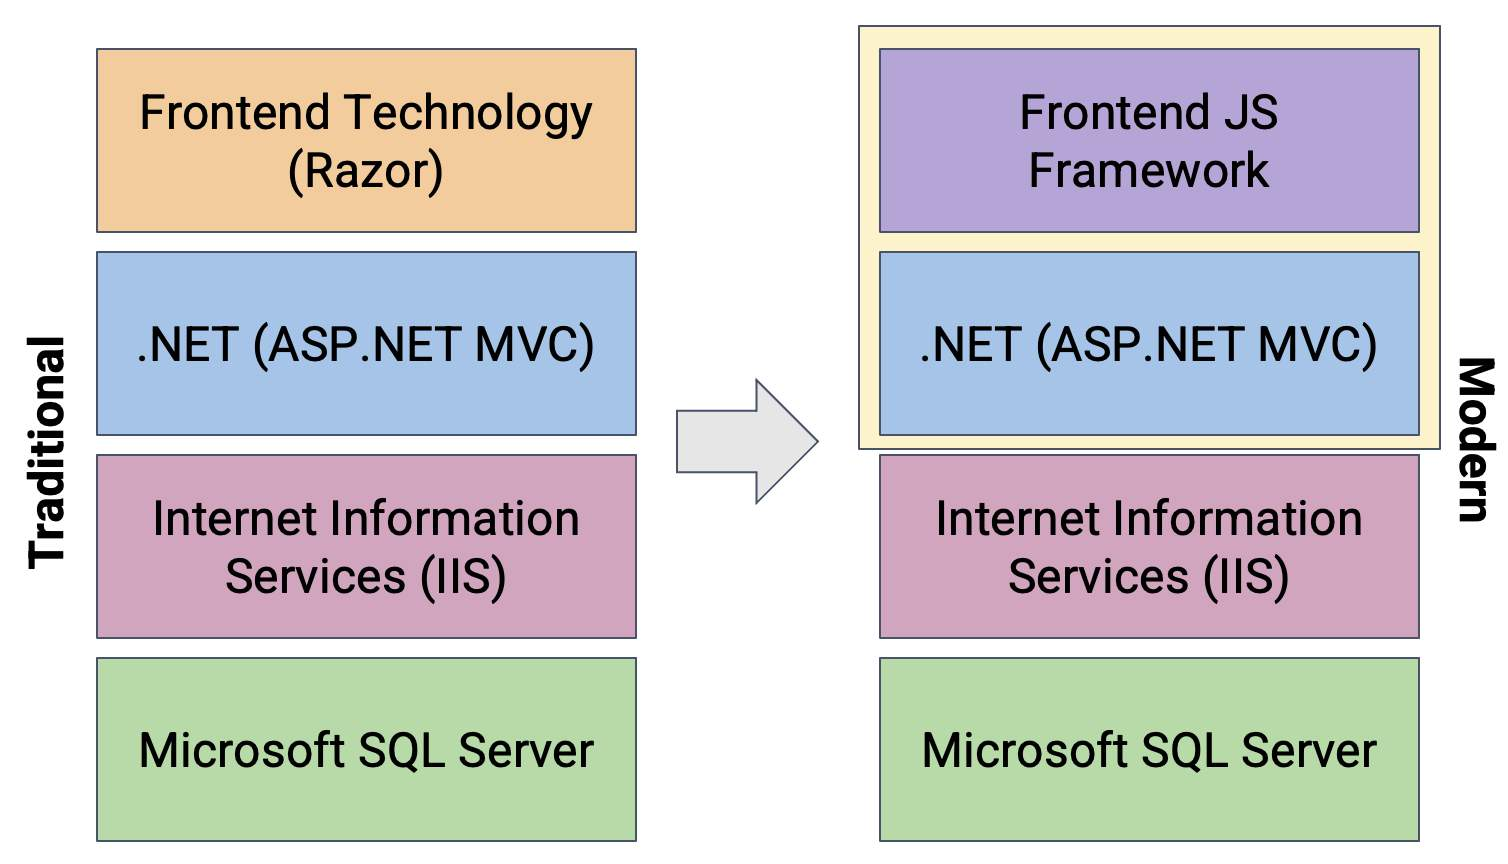 Traditional
Frontend Technology
(Razor)
.NET (ASP.NET MVC)
Internet Information
Services (IIS)
Microsoft SQL Server
Frontend JS
Framework
.NET (ASP.NET MVC)
Internet Information
Services (IIS)
Microsoft SQL Server
Modern